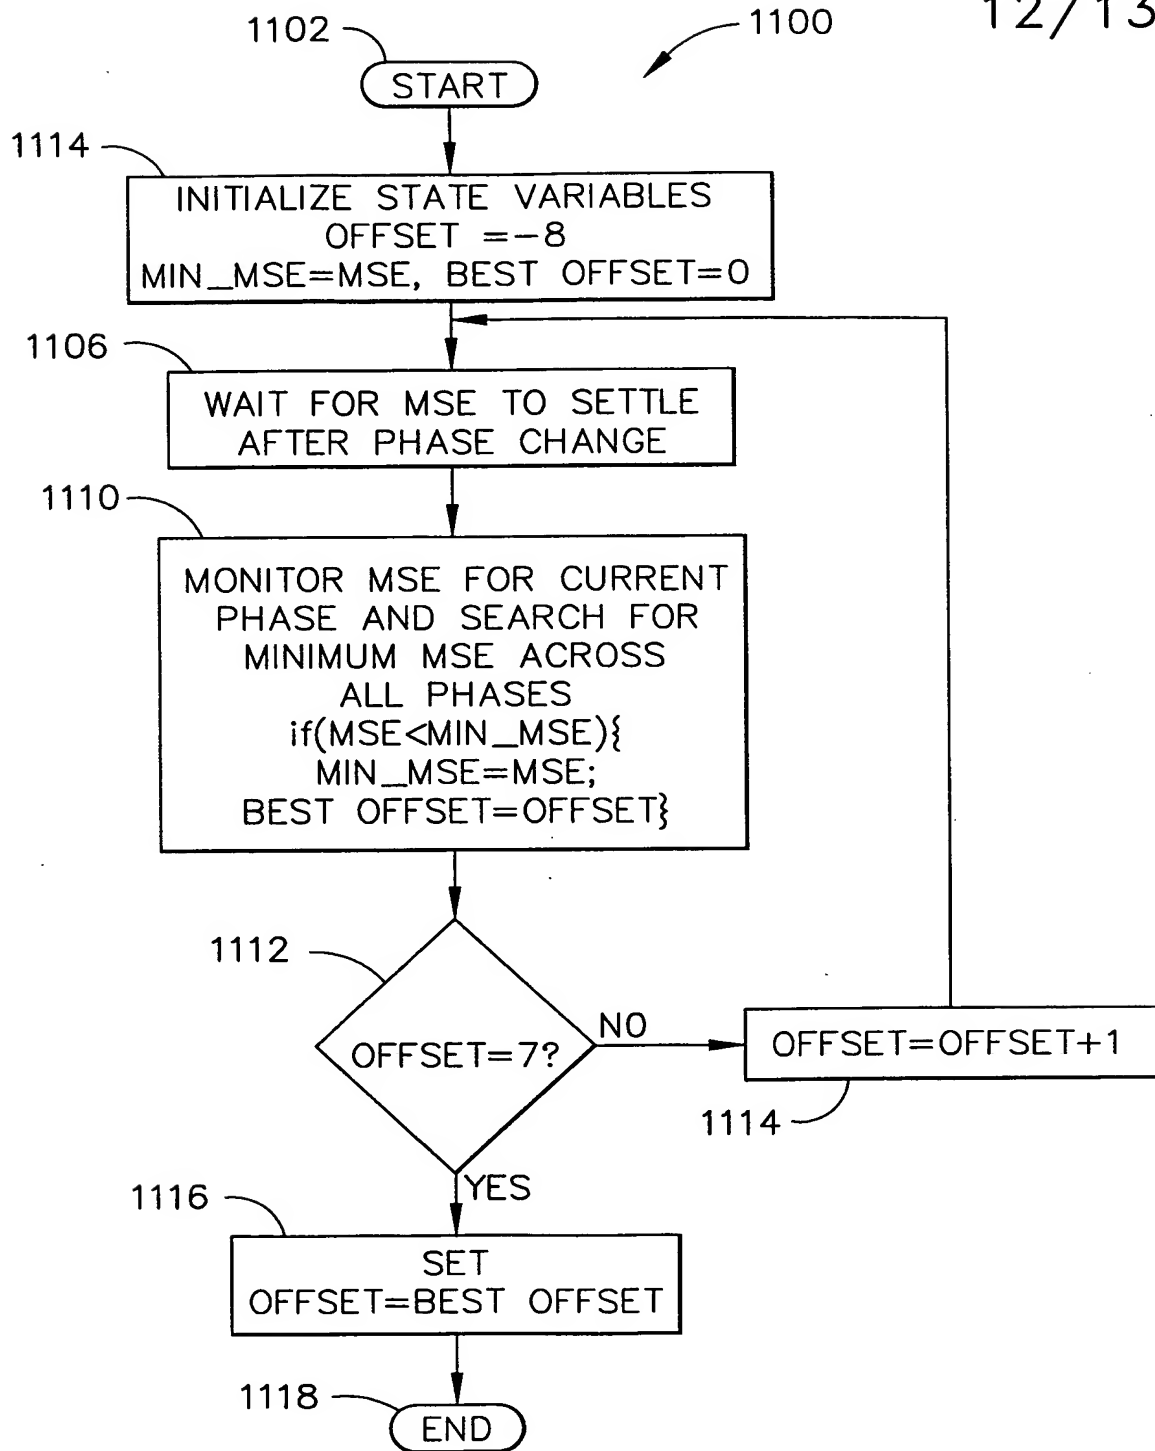 12/13
1100
1102
START
1114
INITIALIZE STATE VARIABLES
OFFSET =-8
MIN_MSE=MSE, BEST OFFSET=0
1106
WAIT FOR MSE TO SETTLE
AFTER PHASE CHANGE
1110
MONITOR MSE FOR CURRENT
PHASE AND SEARCH FOR
MINIMUM MSE ACROSS
ALL PHASES
if(MSE<MIN_MSE){
MIN_MSE=MSE;
BEST OFFSET=OFFSET}
1112
OFFSET=7?
NO
OFFSET=OFFSET+1
1114
YES
1116
SET
OFFSET=BEST OFFSET
1118
END